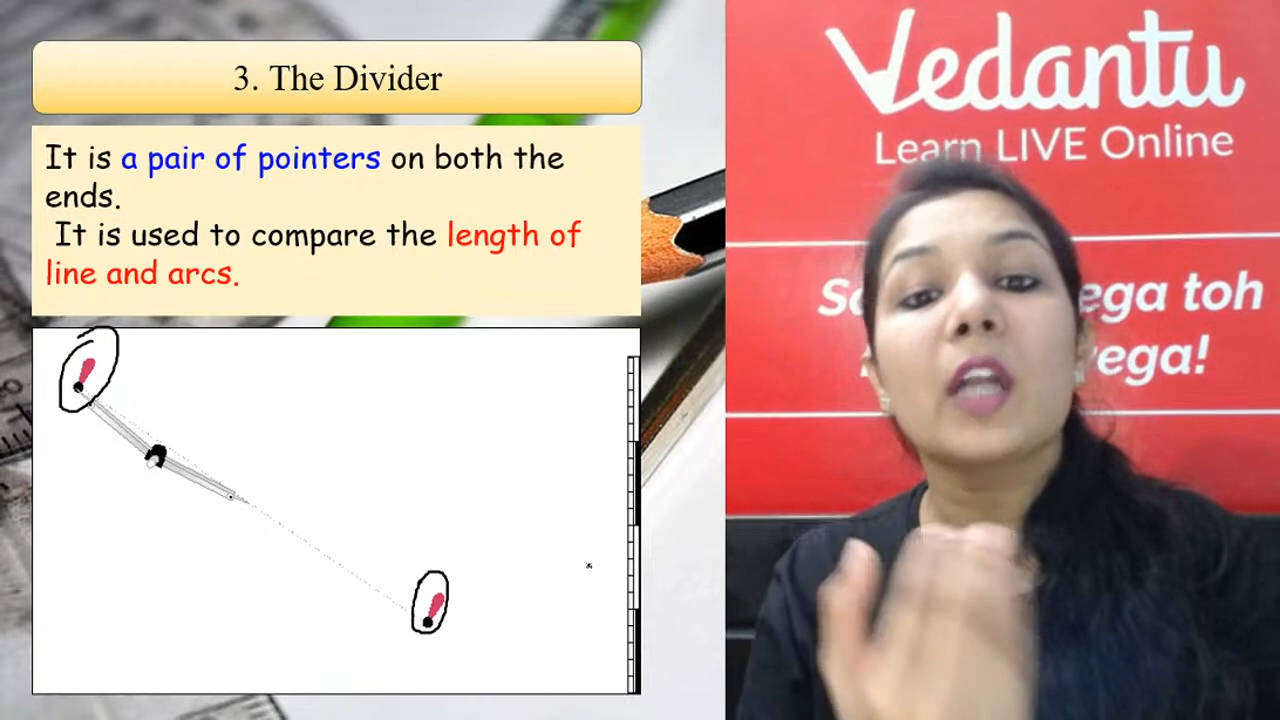 3. The Divider
It is a pair of pointers on both the
ends.
It is used to compare the length of
line and arcs.
Vedantu
Learn LIVE Online
ega toh
ega!